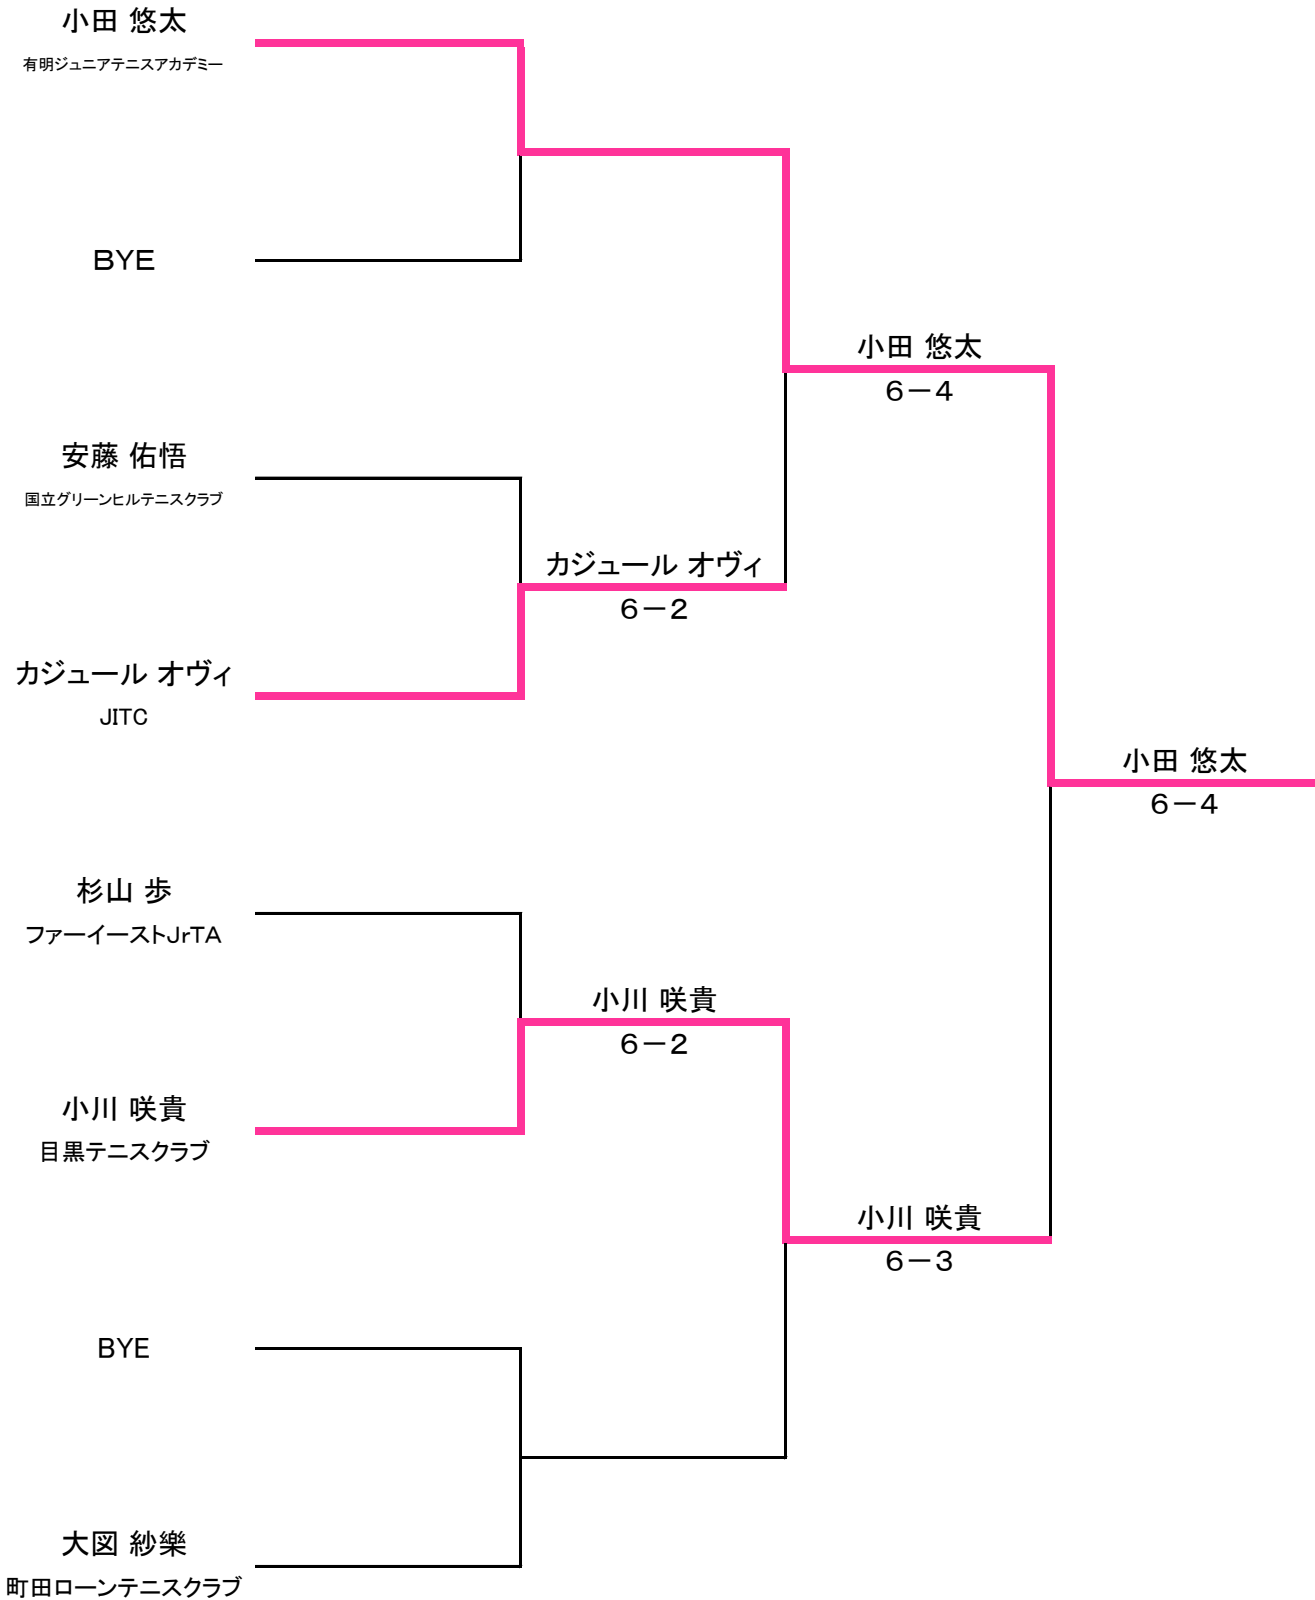 小田 悠太
有明ジュニアテニスアカデミー
BYE
小田 悠太
6－4
安藤 佑悟
国立グリーンヒルテニスクラブ
カジュール オヴィ
6－2
カジュール オヴィ
JITC
小田 悠太
6－4
杉山 歩
ファーイーストJrTA
小川 咲貴
6－2
小川 咲貴
目黒テニスクラブ
小川 咲貴
6－3
BYE
大図 紗樂
町田ローンテニスクラブ